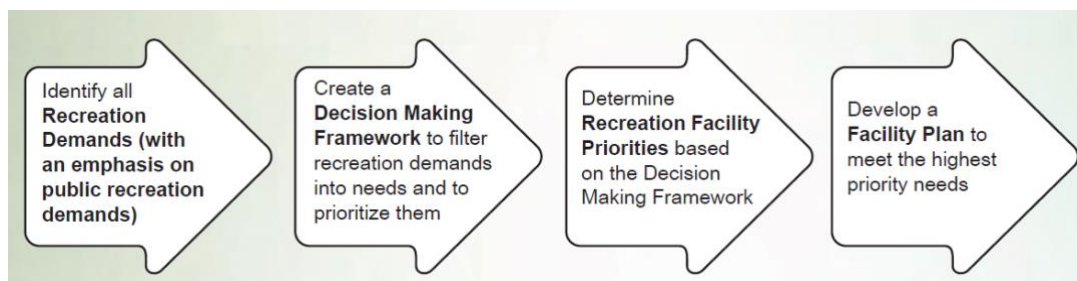 Identify all
Recreation
Demands (with
an emphasis on
public recreation
demands)
Create a
Decision Making
Framework to filter
recreation demands
into needs and to
prioritize them
Determine
Recreation Facility
Priorities based
on the Decision
Making Framework
Develop a
Facility Plan to
meet the highest
priority needs